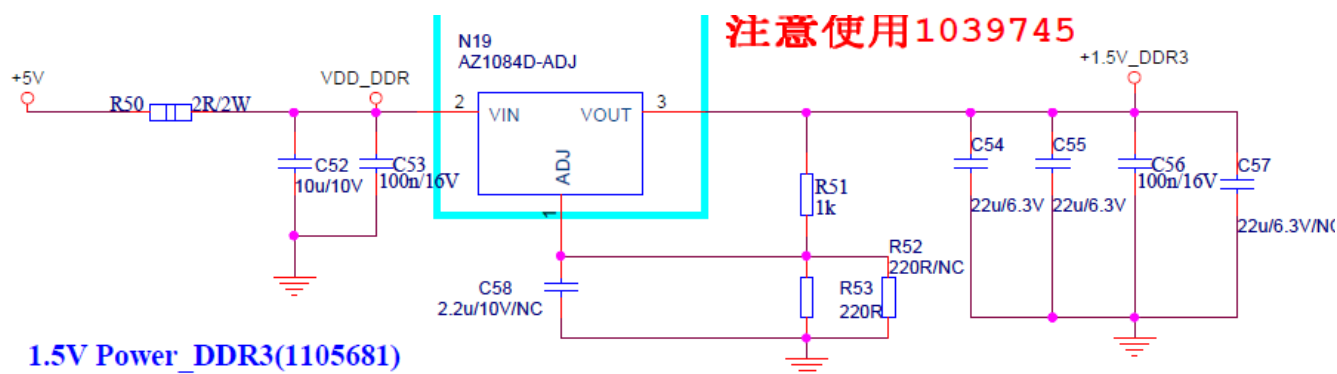 注意使用1039745
N19
AZ1084D-ADJ
+5V
VDD_DDR
+1.5V_DDR3
R50
2R/2W
2
VIN
VOUT
3
ADJ
1
C52
10u/10V
C53
100n/16V
R51
1k
C54
22u/6.3V
C55
22u/6.3V
C56
100n/16V
C57
22u/6.3V/NC
R52
220R/NC
C58
2.2u/10V/NC
R53
220R
1.5V Power_DDR3(1105681)